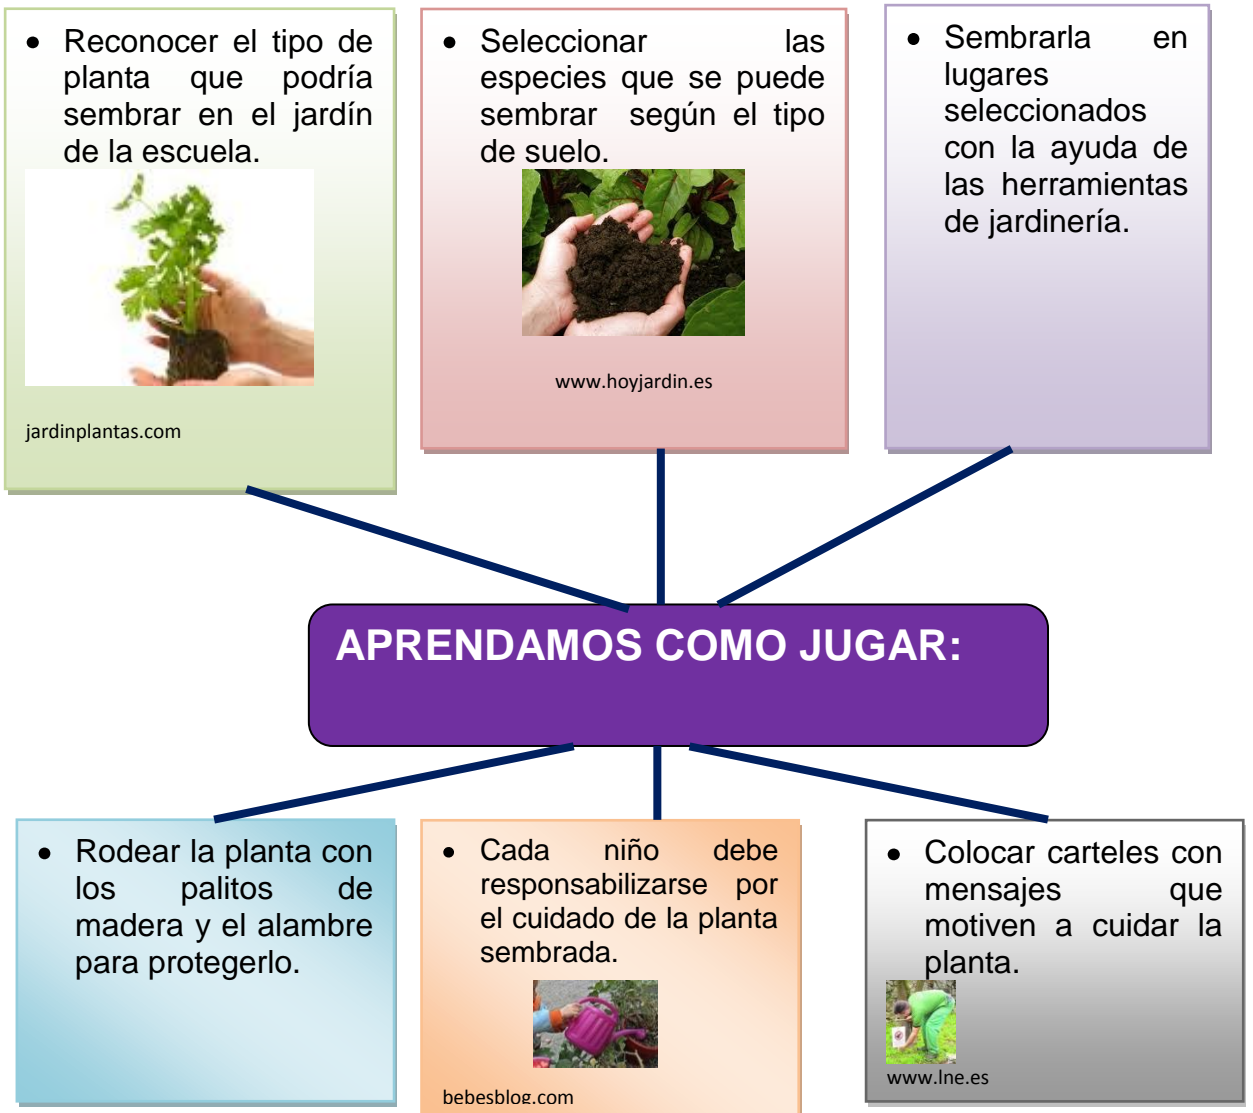 • Reconocer el tipo de
planta que podría
sembrar en el jardín
de la escuela.
jardinplantas.com
• Seleccionar las
especies que se puede
sembrar según el tipo
de suelo.
www.hoyjardin.es
• Sembrarla en
lugares
seleccionados
con la ayuda de
las herramientas
de jardinería.
APRENDAMOS COMO JUGAR:
• Rodear la planta con
los palitos de
madera y el alambre
para protegerlo.
• Cada niño debe
responsabilizarse por
el cuidado de la planta
sembrada.
bebesblog.com
• Colocar carteles con
mensajes que
motiven a cuidar la
planta.
www.lne.es